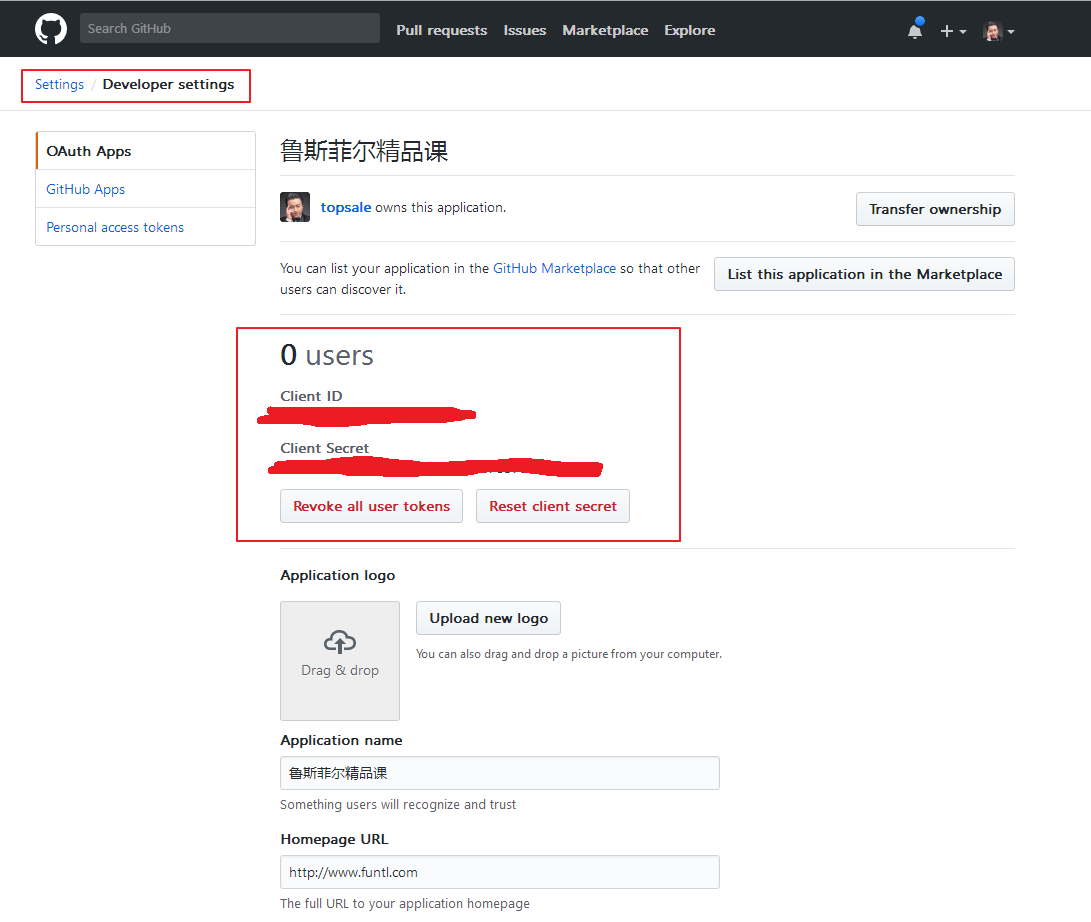 Search GitHub
Pull requests
Issues
Marketplace
Explore
Settings / Developer settings
OAuth Apps
GitHub Apps
Personal access tokens
鲁斯菲尔精品课
topsale owns this application.
Transfer ownership
You can list your application in the GitHub Marketplace so that other
users can discover it.
List this application in the Marketplace
0 users
Client ID
Client Secret
Revoke all user tokens
Reset client secret
Application logo
Drag & drop
Upload new logo
You can also drag and drop a picture from your computer.
Application name
鲁斯菲尔精品课
Something users will recognize and trust
Homepage URL
http://www.funtl.com
The full URL to your application homepage